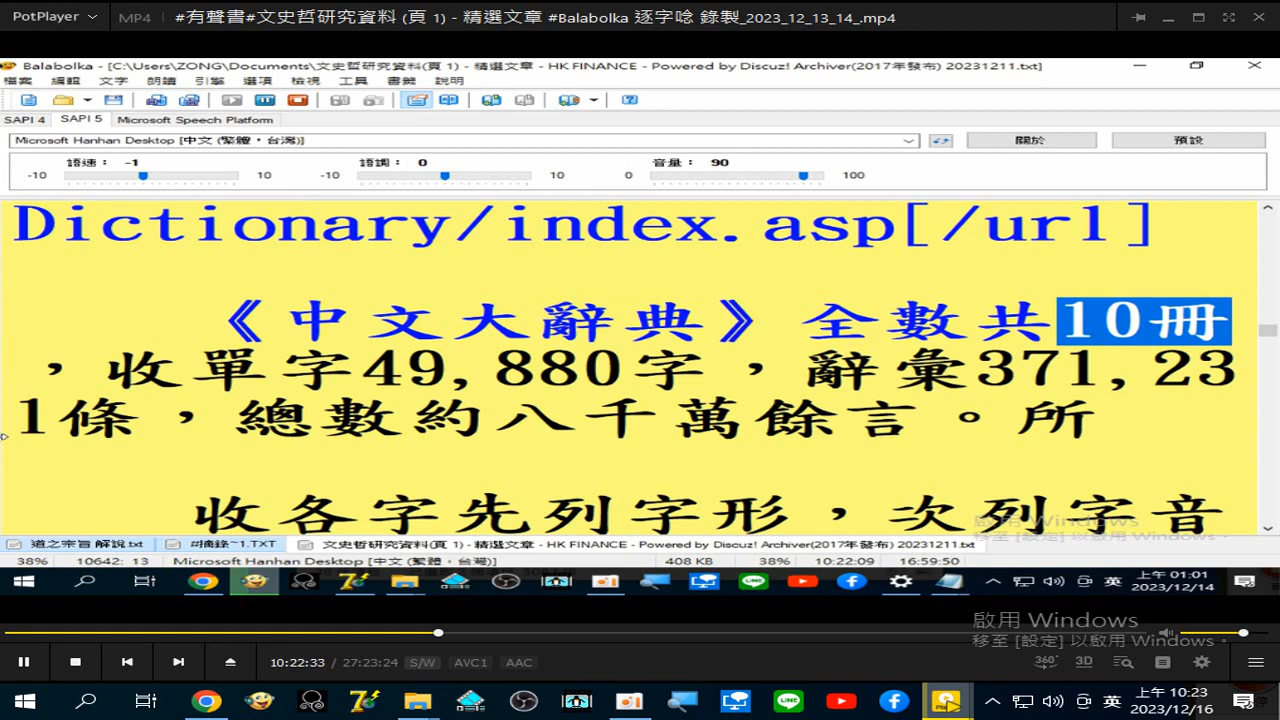 PotPlayer MP4 #有聲書#文史哲研究資料 (頁 1) - 精選文章 #Balabolka 逐字唸 錄製_2023_12_13_14_.mp4
Balabolka - [C:\Users\ZONG\Documents\文史哲研究資料(頁 1) - 精選文章 - HK FINANCE - Powered by Discuz! Archiver(2017年發布) 20231211.txt]
檔案 編輯 文字 朗讀 引擎 選項 檢視 工具 書籤 說明
SAPI 4 SAPI 5 Microsoft Speech Platform
Microsoft Hanhan Desktop [中文 (繁體，台灣)] 關於 預設
語速： -1 語調： 0 音量： 90
-10 10 -10 10 0 100
Dictionary/index.asp[/url]
《中文大辭典》全數共10冊
，收單字49,880字，辭彙371,23
1條，總數約八千萬餘言。所
收各字先列字形，次列字音
啟用 Windows
移至 [設定] 以啟用 Windows。
道之宗旨 解說.txt #摘錄~1.TXT 文史哲研究資料(頁 1) - 精選文章 - HK FINANCE - Powered by Discuz! Archiver(2017年發布) 20231211.txt
38% 10642: 13 Microsoft Hanhan Desktop [中文 (繁體，台灣)] 408 KB 38% 10:22:09 16:59:50
英 上午 01:01
2023/12/14
啟用 Windows
移至 [設定] 以啟用 Windows。
10:22:33 / 27:23:24 S/W AVC1 AAC 360° 3D
英 上午 10:23
2023/12/16